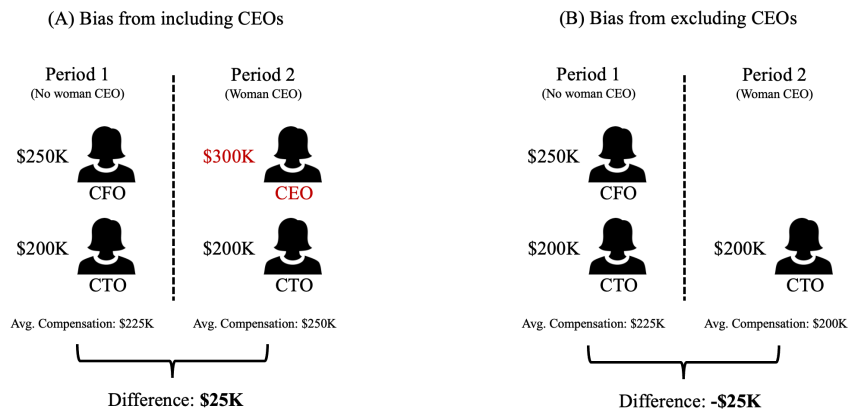 (A) Bias from including CEOs
Period 1
(No woman CEO)
Period 2
(Woman CEO)
$250K
CFO
$300K
CEO
$200K
CTO
$200K
CTO
Avg. Compensation: $225K
Avg. Compensation: $250K
Difference: $25K
(B) Bias from excluding CEOs
Period 1
(No woman CEO)
Period 2
(Woman CEO)
$250K
CFO
$200K
CTO
$200K
CTO
Avg. Compensation: $225K
Avg. Compensation: $200K
Difference: -$25K